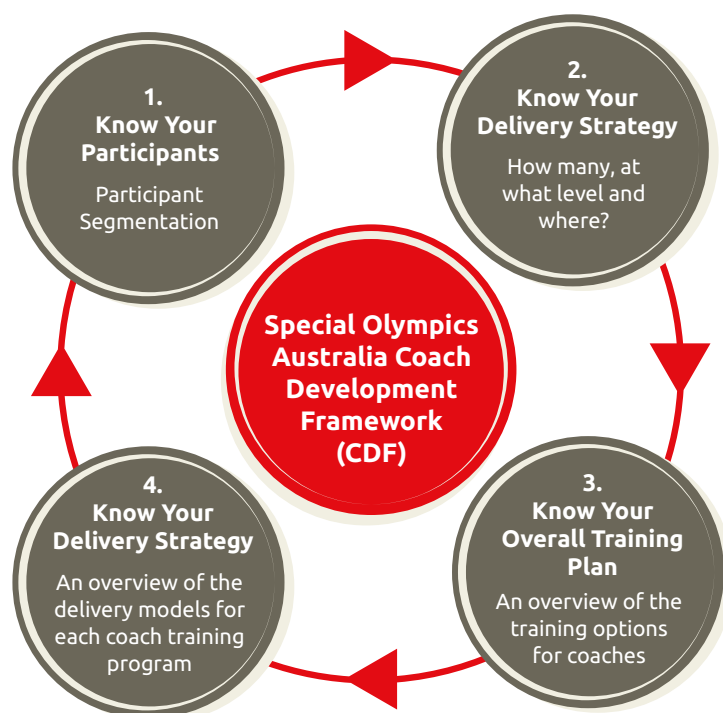 1.
Know Your
Participants
Participant
Segmentation
2.
Know Your
Delivery Strategy
How many, at
what level and
where?
Special Olympics
Australia Coach
Development
Framework
(CDF)
3.
Know Your
Overall Training
Plan
An overview of the
training options
for coaches
4.
Know Your
Delivery Strategy
An overview of the
delivery models for
each coach training
program